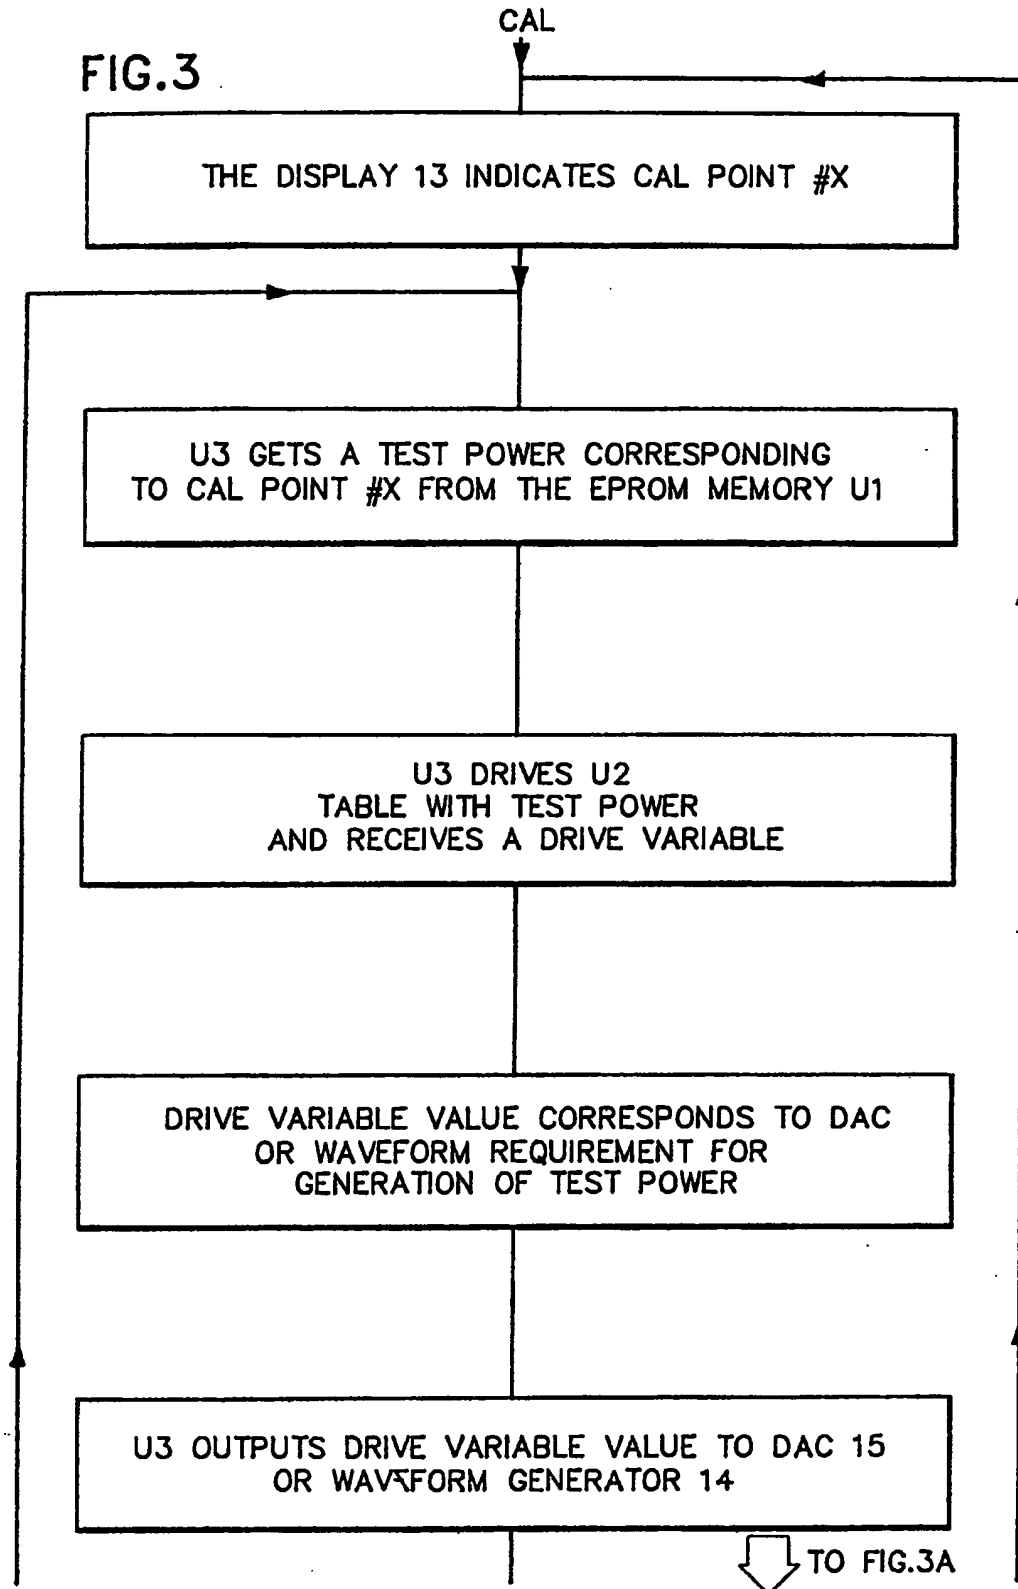 CAL
FIG.3
THE DISPLAY 13 INDICATES CAL POINT #X
U3 GETS A TEST POWER CORRESPONDING
TO CAL POINT #X FROM THE EPROM MEMORY U1
U3 DRIVES U2
TABLE WITH TEST POWER
AND RECEIVES A DRIVE VARIABLE
DRIVE VARIABLE VALUE CORRESPONDS TO DAC
OR WAVEFORM REQUIREMENT FOR
GENERATION OF TEST POWER
U3 OUTPUTS DRIVE VARIABLE VALUE TO DAC 15
OR WAVEFORM GENERATOR 14
TO FIG.3A